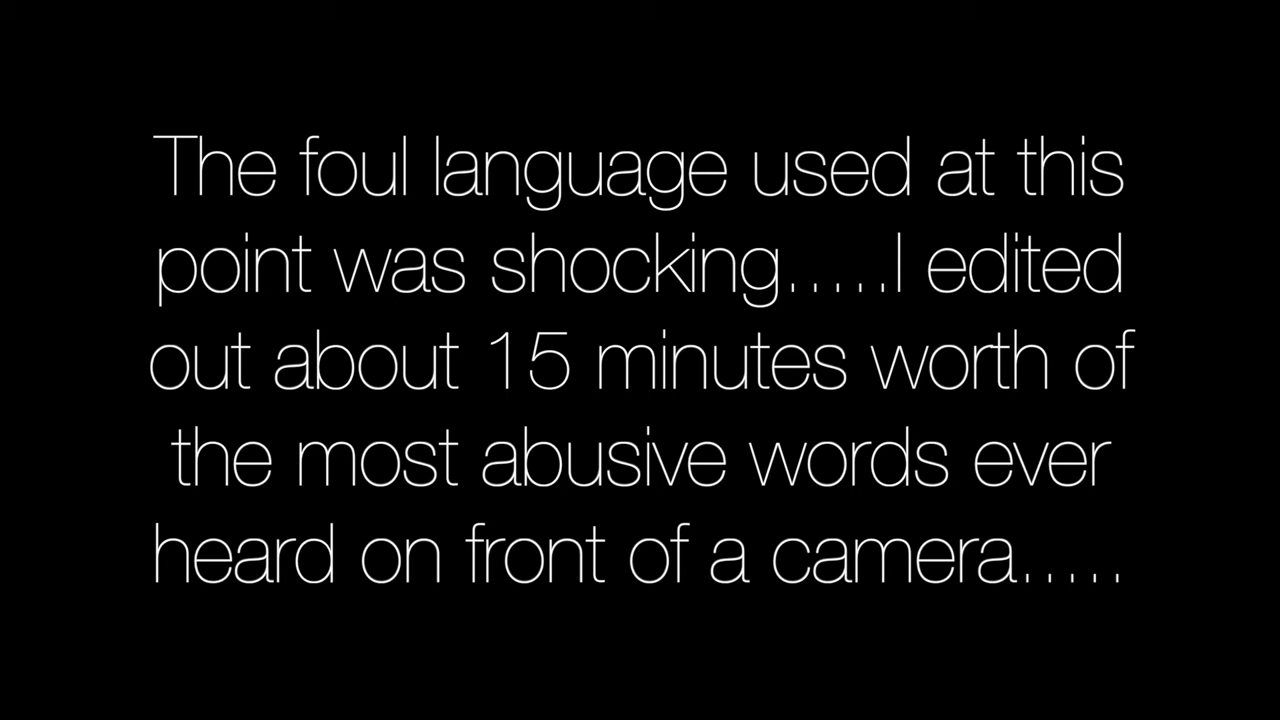 The foul language used at this
point was shocking.....I edited
out about 15 minutes worth of
the most abusive words ever
heard on front of a camera.....